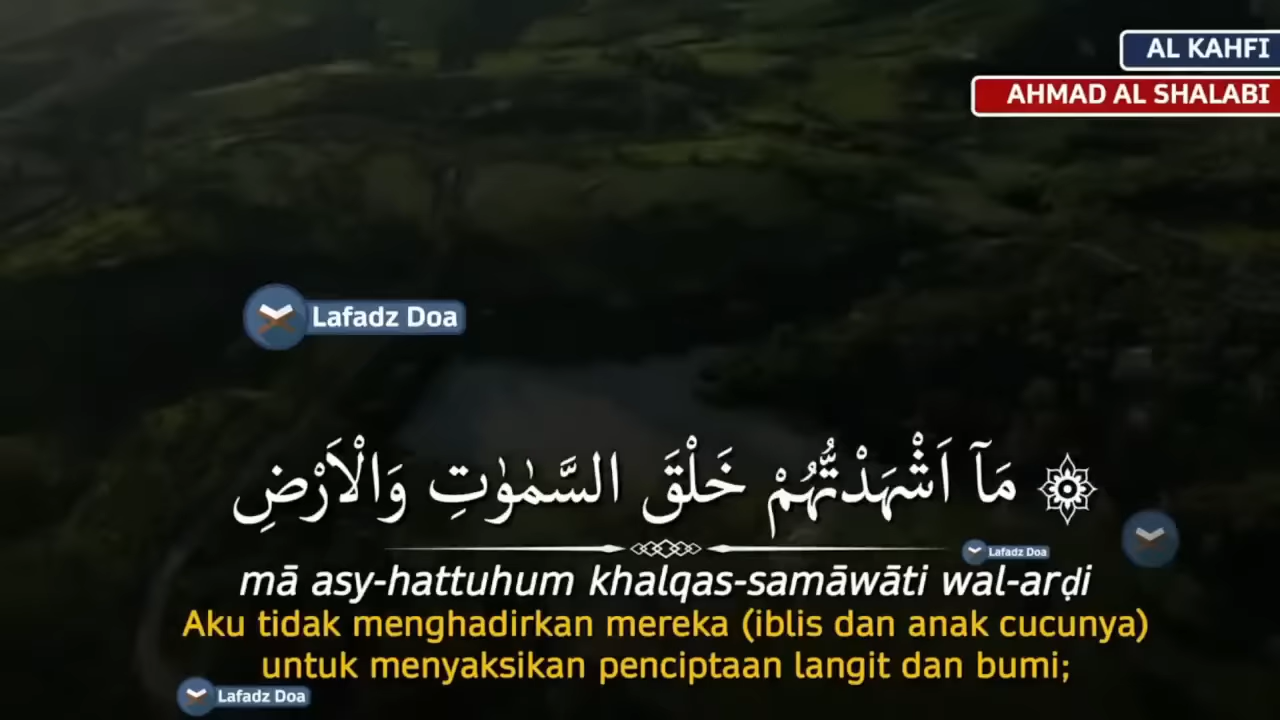 AL KAHFI
AHMAD AL SHALABI
Lafadz Doa
۞ مَآ اَشْهَدْتُّهُمْ خَلْقَ السَّمٰوٰتِ وَالْاَرْضِ
Lafadz Doa
mā asy-hattuhum khalqas-samāwāti wal-arḍi
Aku tidak menghadirkan mereka (iblis dan anak cucunya)
untuk menyaksikan penciptaan langit dan bumi;
Lafadz Doa